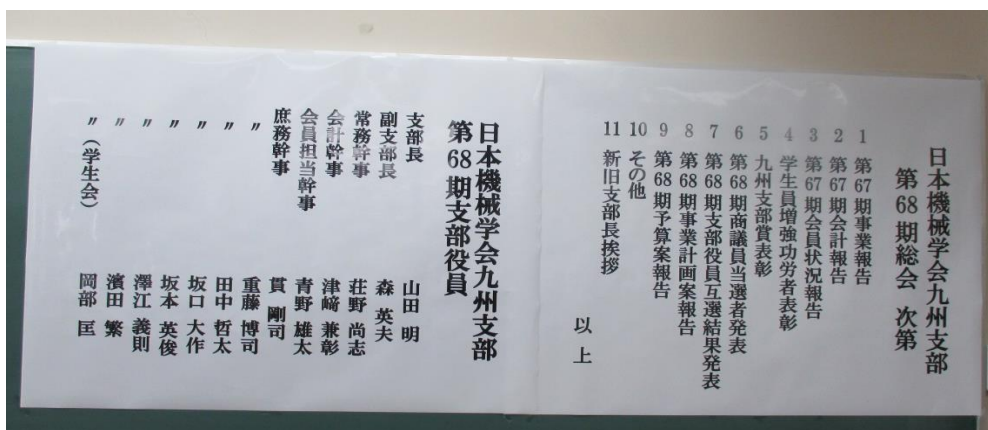 日本機械学会九州支部
第68期総会 次第
1 第67期事業報告
2 第67期会計報告
3 第67期会員状況報告
4 学生員増強功労者表彰
5 九州支部賞表彰
6 第68期商議員当選者発表
7 第68期支部役員互選結果発表
8 第68期事業計画案報告
9 第68期予算案報告
10 その他
11 新旧支部長挨拶
以上
日本機械学会九州支部
第68期支部役員
支部長 山田 明
副支部長 森 英夫
常務幹事 荘野 尚志
会計幹事 津﨑 兼彰
会員担当幹事 青野 雄太
庶務幹事 貫 剛司
〃 重藤 博司
〃 田中 哲太
〃 坂口 大作
〃 坂本 英俊
〃 澤江 義則
〃 濱田 繁
〃(学生会) 岡部 匡